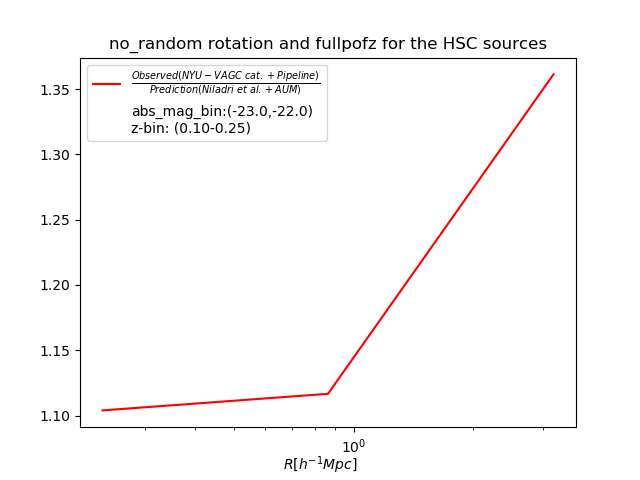 no_random rotation and fullpofz for the HSC sources
Observed(NYU−VAGC cat. + Pipeline)
Prediction(Niladri et al. + AUM)
abs_mag_bin:(-23.0,-22.0)
z-bin: (0.10-0.25)
1.35
1.30
1.25
1.20
1.15
1.10
10⁰
R[h⁻¹Mpc]